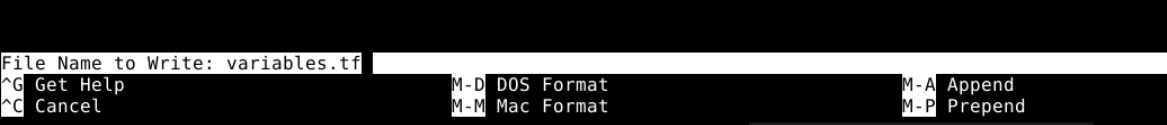 File Name to Write: variables.tf
^G Get Help M-D DOS Format M-A Append
^C Cancel M-M Mac Format M-P Prepend